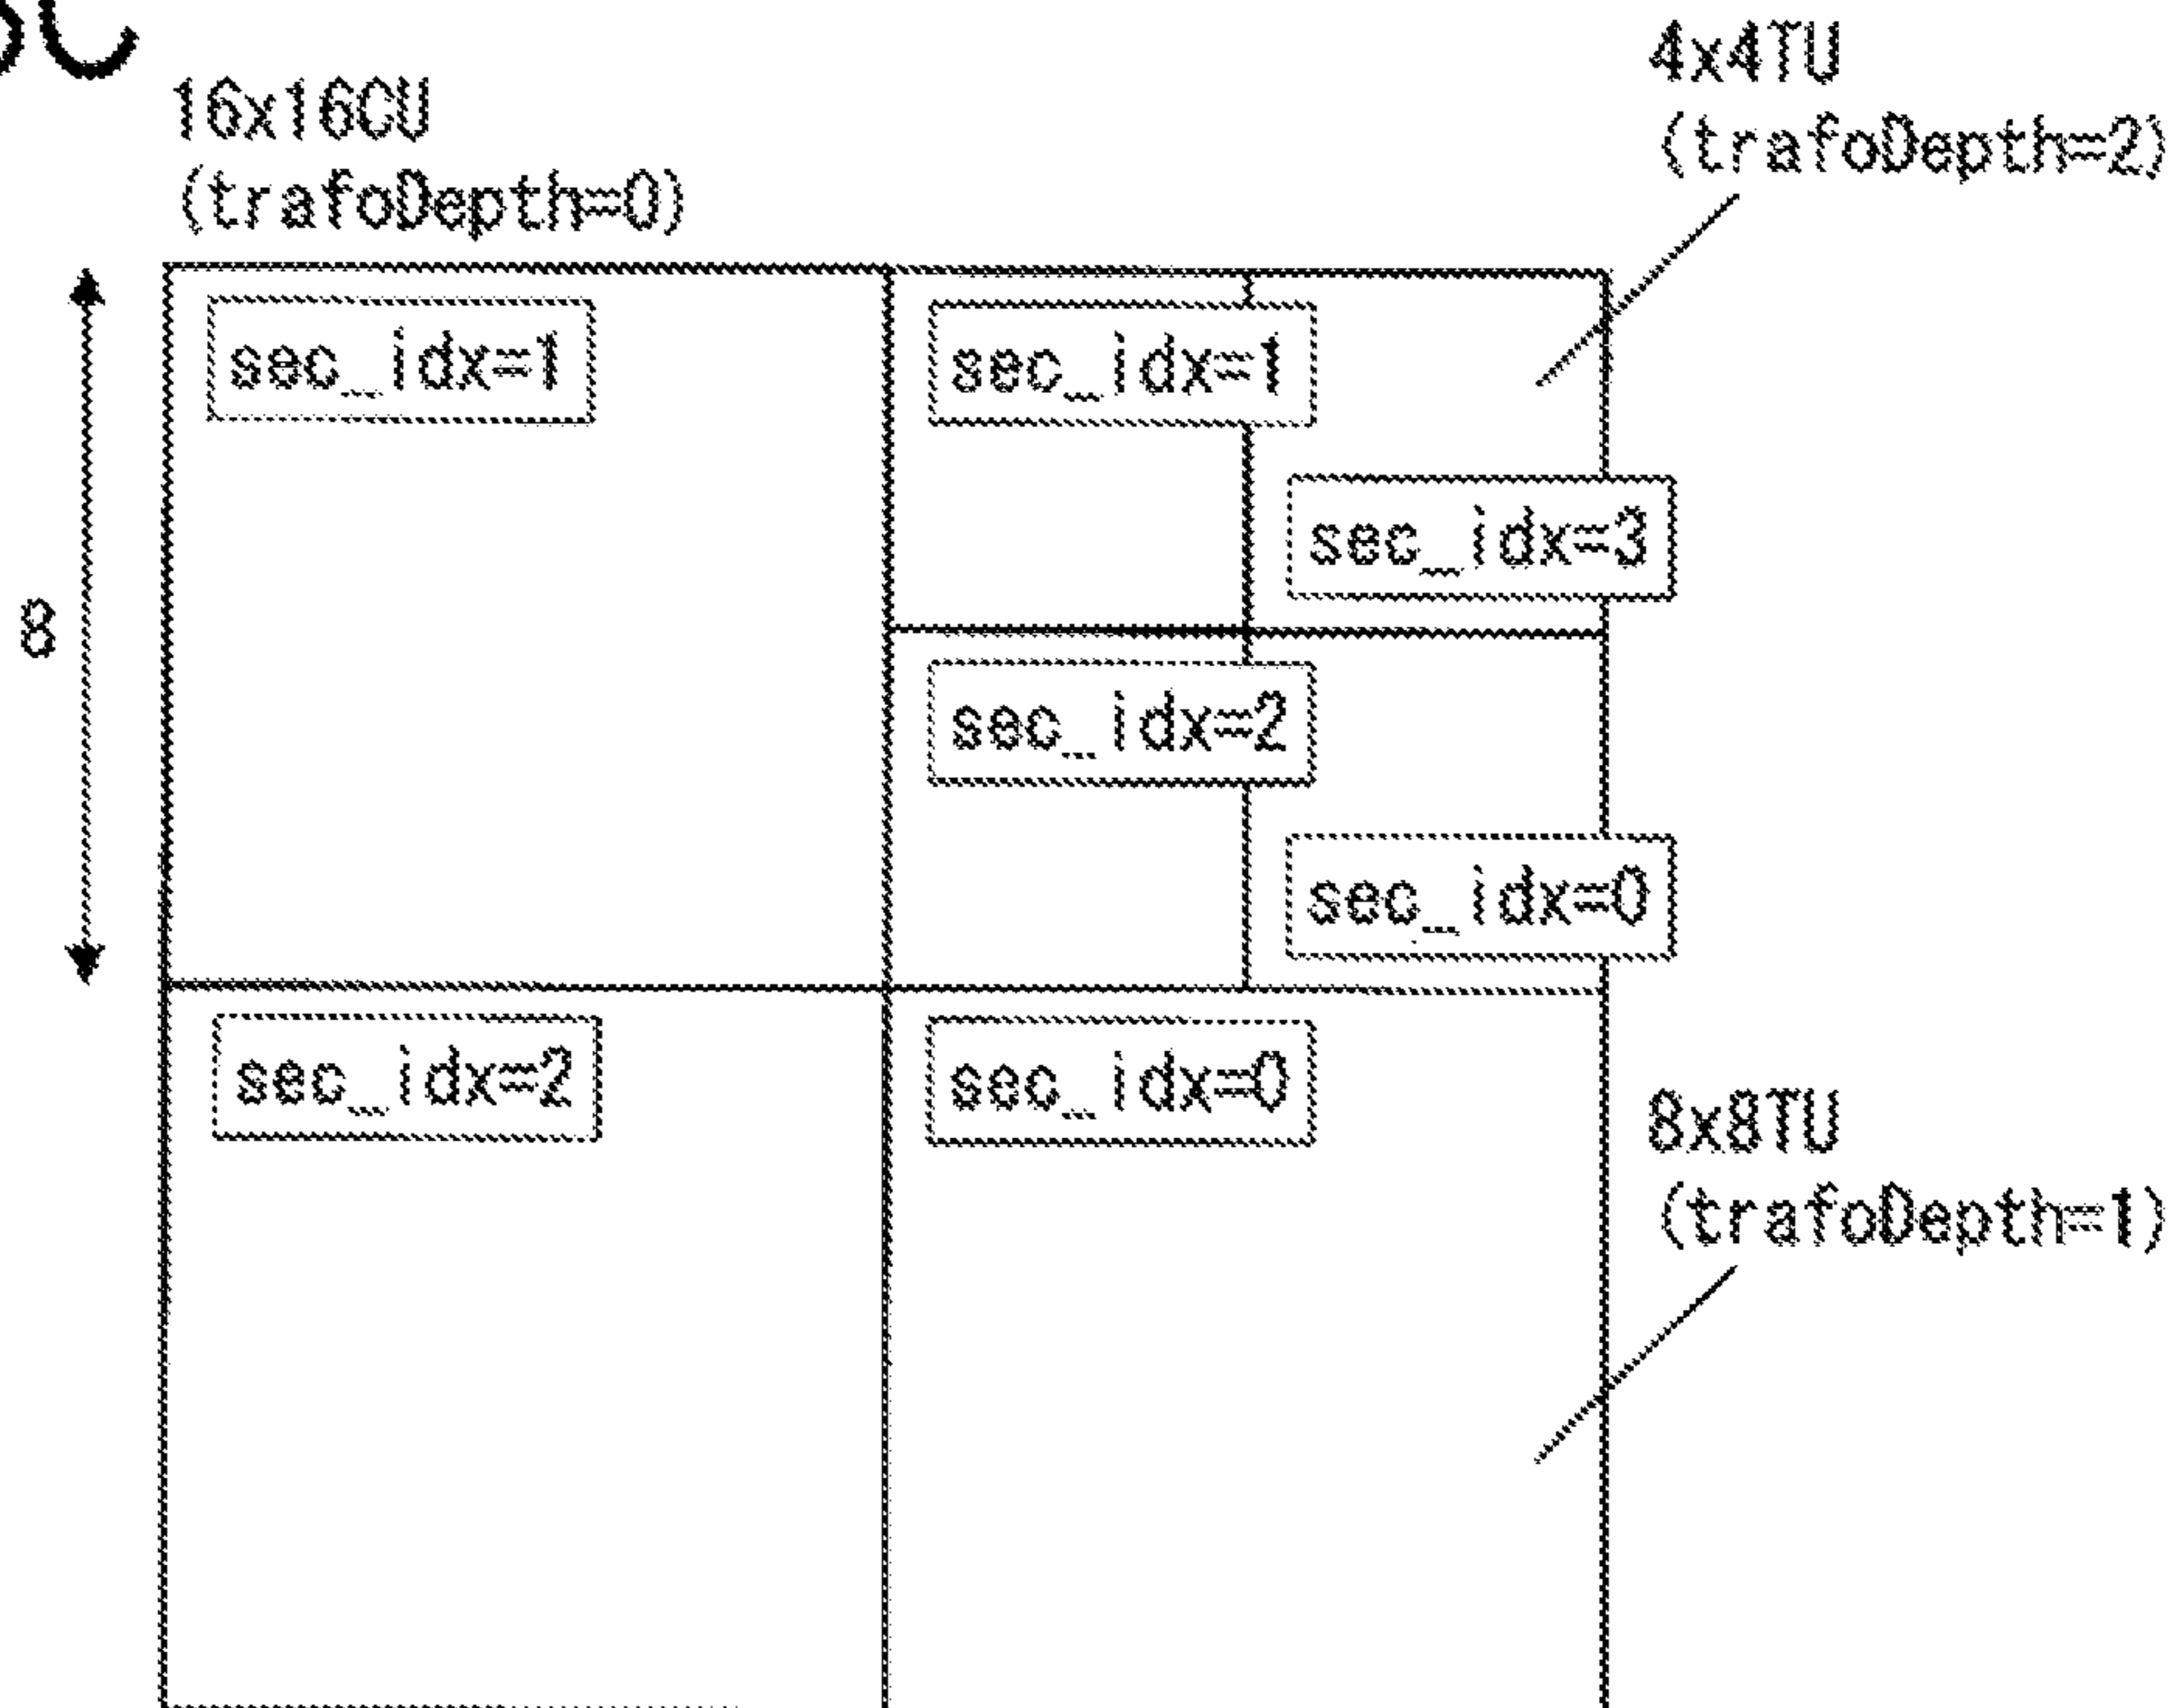 16x16CU
(trafoDepth=0)
4x4TU
(trafoDepth=2)
sec_idx=1
sec_idx=1
sec_idx=3
8
sec_idx=2
sec_idx=0
sec_idx=2
sec_idx=0
8x8TU
(trafoDepth=1)